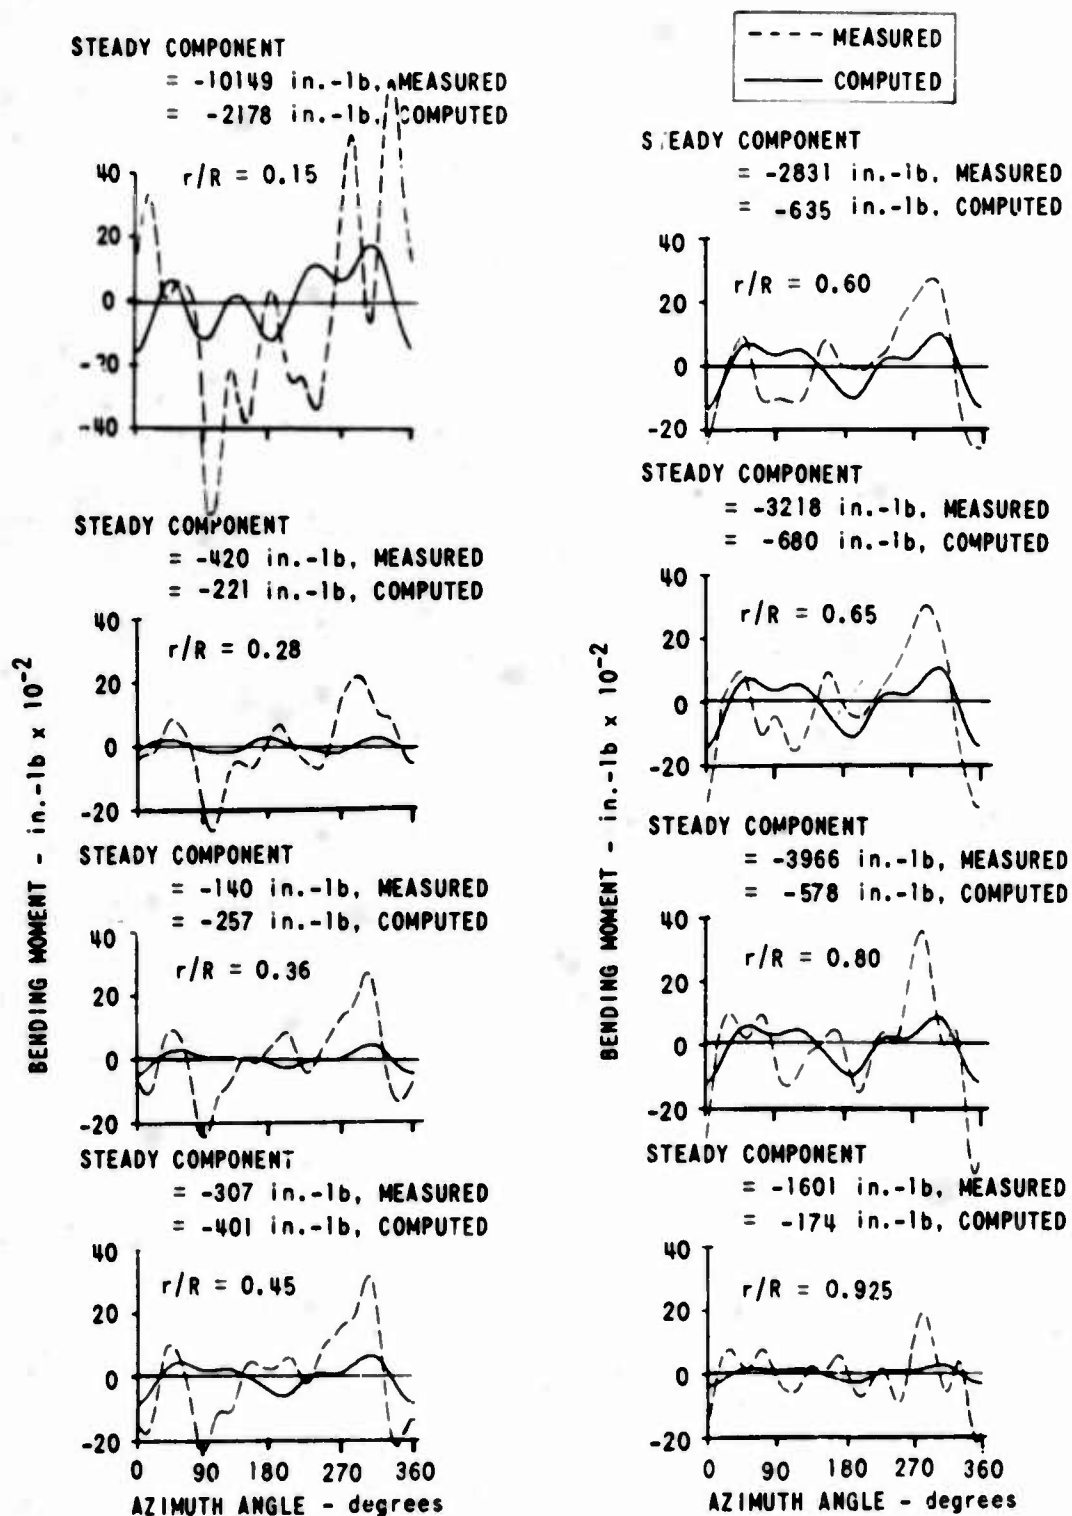 STEADY COMPONENT
= -10149 in.-lb, MEASURED
= -2178 in.-lb, COMPUTED
r/R = 0.15
40
20
0
-20
-40
STEADY COMPONENT
= -420 in.-lb, MEASURED
= -221 in.-lb, COMPUTED
r/R = 0.28
40
20
0
-20
STEADY COMPONENT
= -140 in.-lb, MEASURED
= -257 in.-lb, COMPUTED
r/R = 0.36
40
20
0
-20
STEADY COMPONENT
= -307 in.-lb, MEASURED
= -401 in.-lb, COMPUTED
r/R = 0.45
40
20
0
-20
0 90 180 270 360
AZIMUTH ANGLE - degrees
BENDING MOMENT - in.-lb x 10-2
MEASURED
COMPUTED
STEADY COMPONENT
= -2831 in.-lb, MEASURED
= -635 in.-lb, COMPUTED
r/R = 0.60
40
20
0
-20
STEADY COMPONENT
= -3218 in.-lb, MEASURED
= -680 in.-lb, COMPUTED
r/R = 0.65
40
20
0
-20
STEADY COMPONENT
= -3966 in.-lb, MEASURED
= -578 in.-lb, COMPUTED
r/R = 0.80
40
20
0
-20
STEADY COMPONENT
= -1601 in.-lb, MEASURED
= -174 in.-lb, COMPUTED
r/R = 0.925
40
20
0
-20
0 90 180 270 360
AZIMUTH ANGLE - degrees
BENDING MOMENT - in.-lb x 10-2